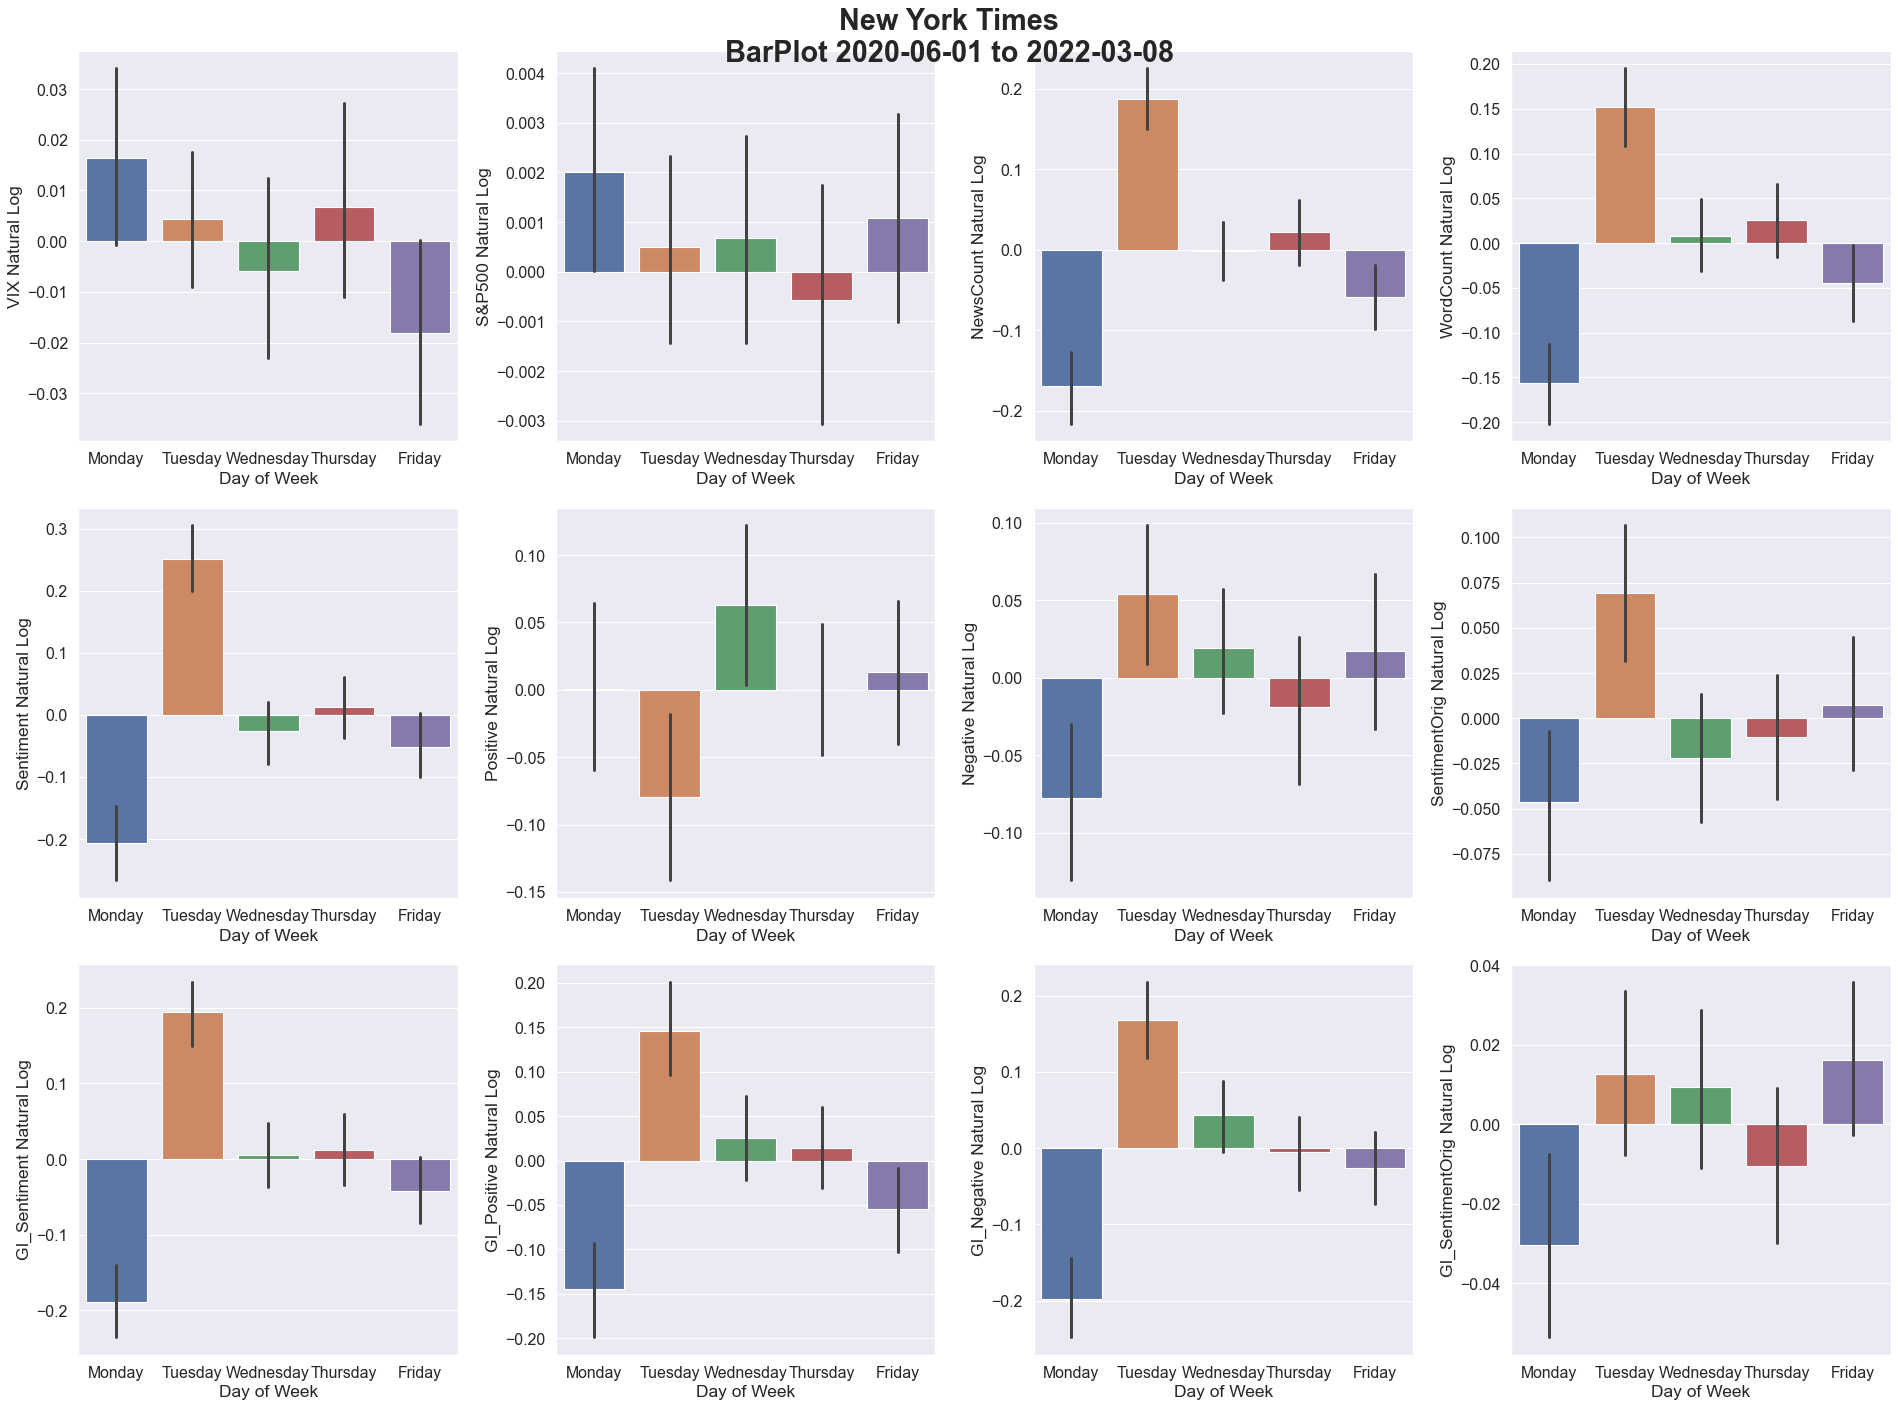 New York Times
BarPlot 2020-06-01 to 2022-03-08
VIX Natural Log
0.03
0.02
0.01
0.00
−0.01
−0.02
−0.03
Monday Tuesday Wednesday Thursday Friday
Day of Week
S&P500 Natural Log
0.004
0.003
0.002
0.001
0.000
−0.001
−0.002
−0.003
Monday Tuesday Wednesday Thursday Friday
Day of Week
NewsCount Natural Log
0.2
0.1
0.0
−0.1
−0.2
Monday Tuesday Wednesday Thursday Friday
Day of Week
WordCount Natural Log
0.20
0.15
0.10
0.05
0.00
−0.05
−0.10
−0.15
−0.20
Monday Tuesday Wednesday Thursday Friday
Day of Week
Sentiment Natural Log
0.3
0.2
0.1
0.0
−0.1
−0.2
Monday Tuesday Wednesday Thursday Friday
Day of Week
Positive Natural Log
0.10
0.05
0.00
−0.05
−0.10
−0.15
Monday Tuesday Wednesday Thursday Friday
Day of Week
Negative Natural Log
0.10
0.05
0.00
−0.05
−0.10
Monday Tuesday Wednesday Thursday Friday
Day of Week
SentimentOrig Natural Log
0.100
0.075
0.050
0.025
0.000
−0.025
−0.050
−0.075
Monday Tuesday Wednesday Thursday Friday
Day of Week
GI_Sentiment Natural Log
0.2
0.1
0.0
−0.1
−0.2
Monday Tuesday Wednesday Thursday Friday
Day of Week
GI_Positive Natural Log
0.20
0.15
0.10
0.05
0.00
−0.05
−0.10
−0.15
−0.20
Monday Tuesday Wednesday Thursday Friday
Day of Week
GI_Negative Natural Log
0.2
0.1
0.0
−0.1
−0.2
Monday Tuesday Wednesday Thursday Friday
Day of Week
GI_SentimentOrig Natural Log
0.04
0.02
0.00
−0.02
−0.04
Monday Tuesday Wednesday Thursday Friday
Day of Week